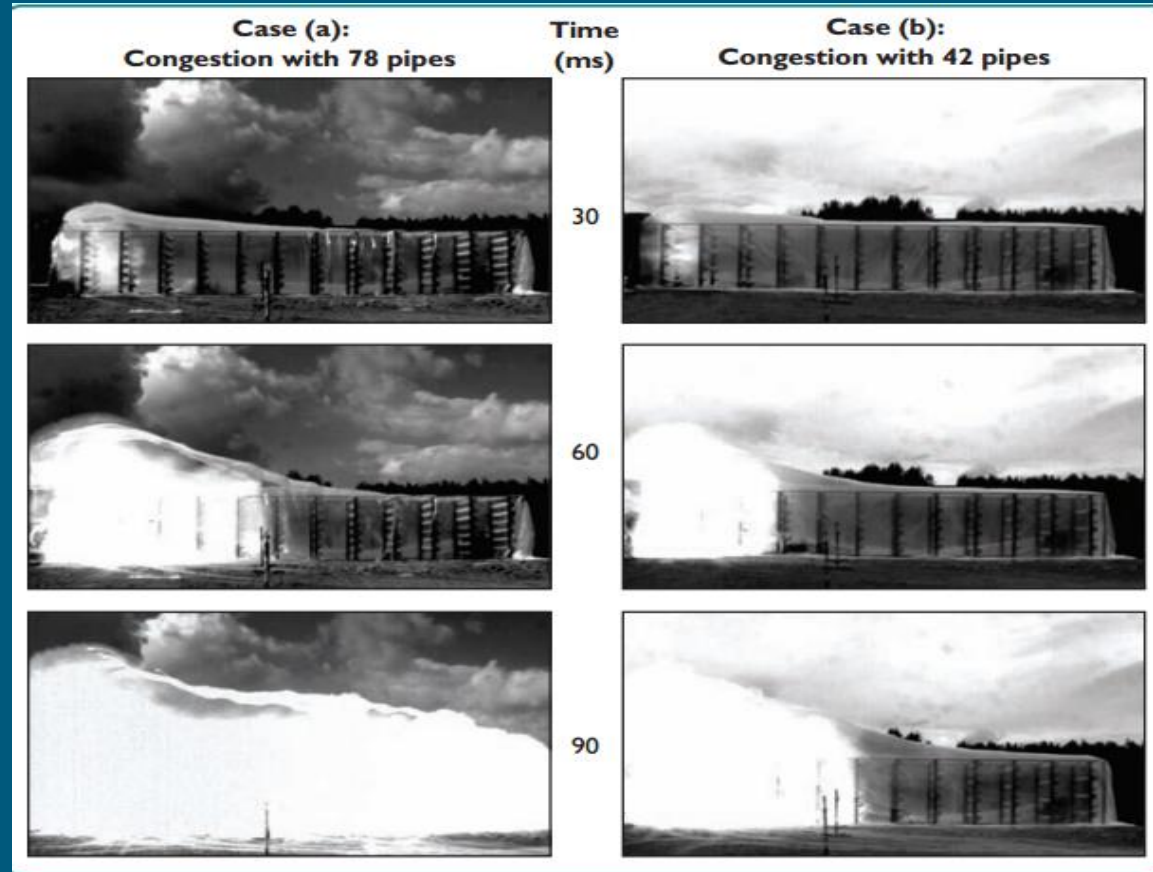 Case (a):
Congestion with 78 pipes
Time
(ms)
Case (b):
Congestion with 42 pipes
30
60
90